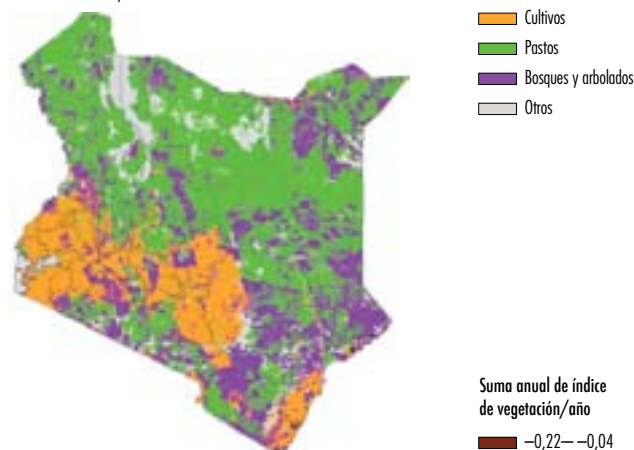 Cultivos
Pastos
Bosques y arbolados
Otros
Suma anual de índice
de vegetación/año
−0,22— −0,04